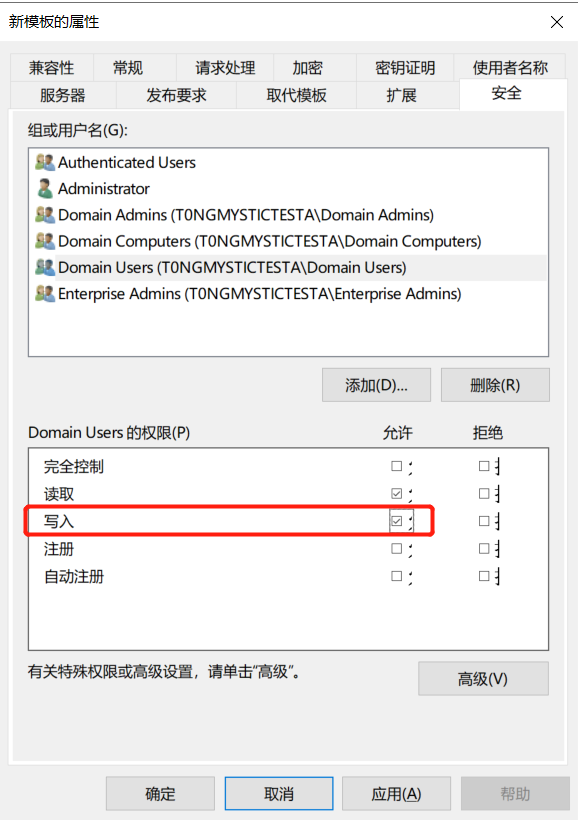 新模板的属性
兼容性 常规 请求处理 加密 密钥证明 使用者名称
服务器 发布要求 取代模板 扩展 安全
组或用户名(G):
Authenticated Users
Administrator
Domain Admins (T0NGMYSTICTESTA\Domain Admins)
Domain Computers (T0NGMYSTICTESTA\Domain Computers)
Domain Users (T0NGMYSTICTESTA\Domain Users)
Enterprise Admins (T0NGMYSTICTESTA\Enterprise Admins)
添加(D)... 删除(R)
Domain Users 的权限(P) 允许 拒绝
完全控制
读取
写入
注册
自动注册
有关特殊权限或高级设置，请单击"高级"。
高级(V)
确定 取消 应用(A) 帮助